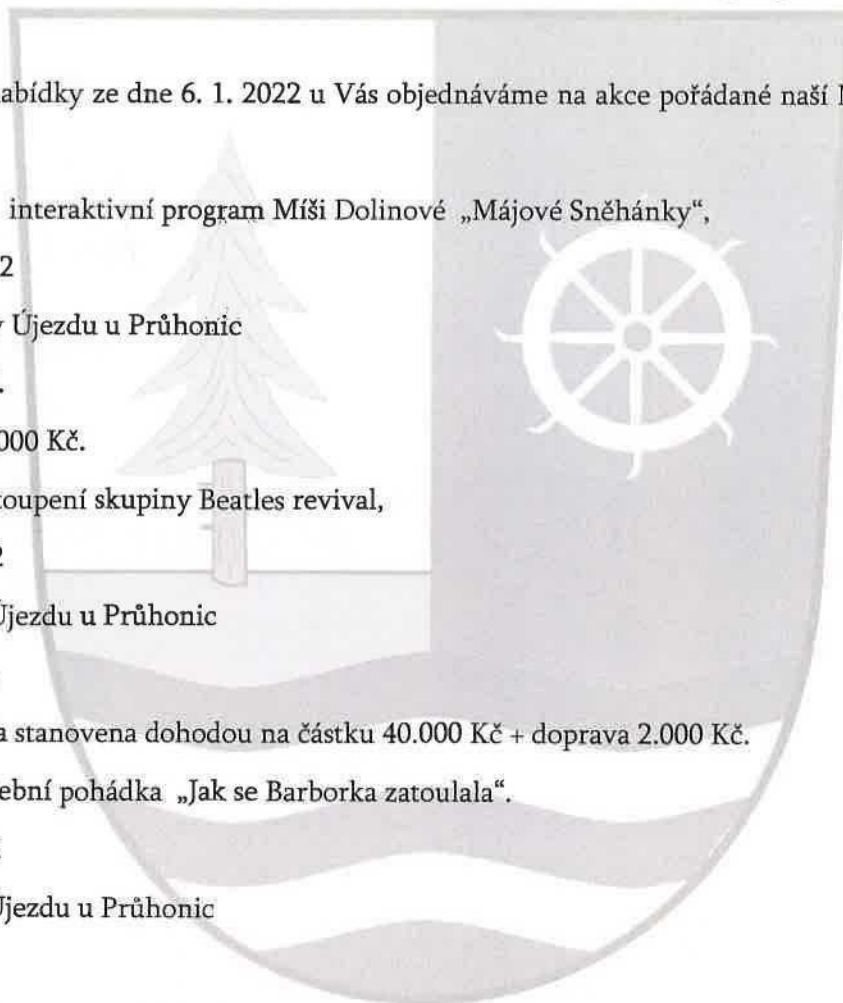 abídky ze dne 6. 1. 2022 u Vás objednáváme na akce pořádané naší
interaktivní program Míši Dolinové „Májové Sněhánky“,
2
Újezdu u Průhonic
.
000 Kč.
toupení skupiny Beatles revival,
2
Újezdu u Průhonic
a stanovena dohodou na částku 40.000 Kč + doprava 2.000 Kč.
ební pohádka „Jak se Barborka zatoulala“.
Újezdu u Průhonic